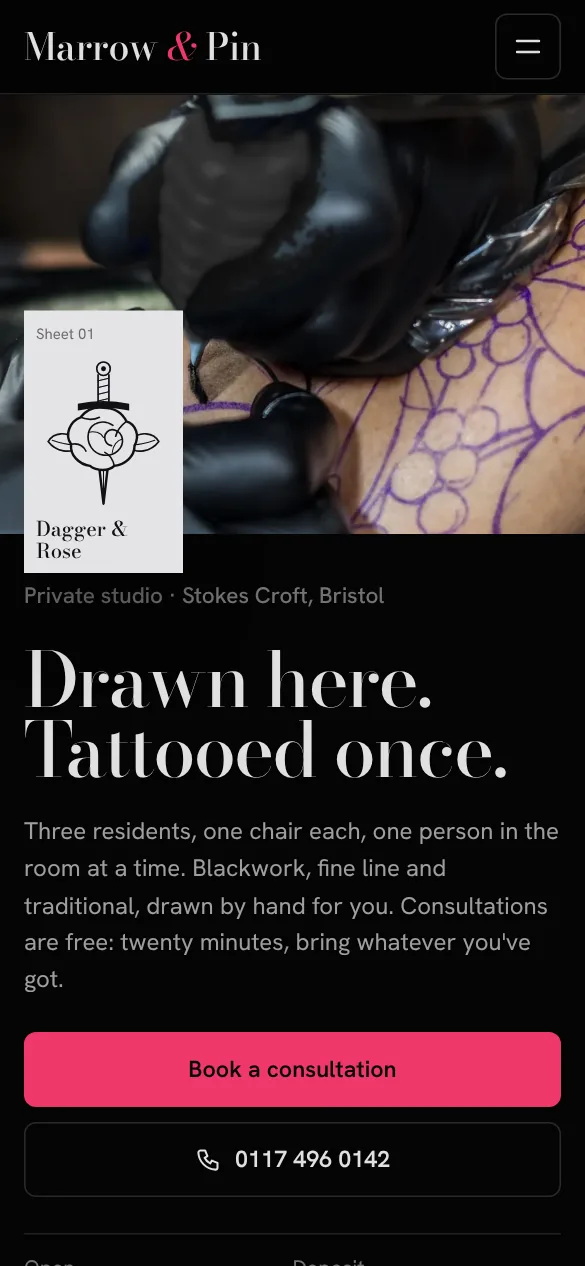 Marrow & Pin
Sheet 01
Dagger &
Rose
Private studio · Stokes Croft, Bristol
Drawn here.
Tattooed once.
Three residents, one chair each, one person in the
room at a time. Blackwork, fine line and
traditional, drawn by hand for you. Consultations
are free: twenty minutes, bring whatever you've
got.
Book a consultation
0117 496 0142
Open Deposit